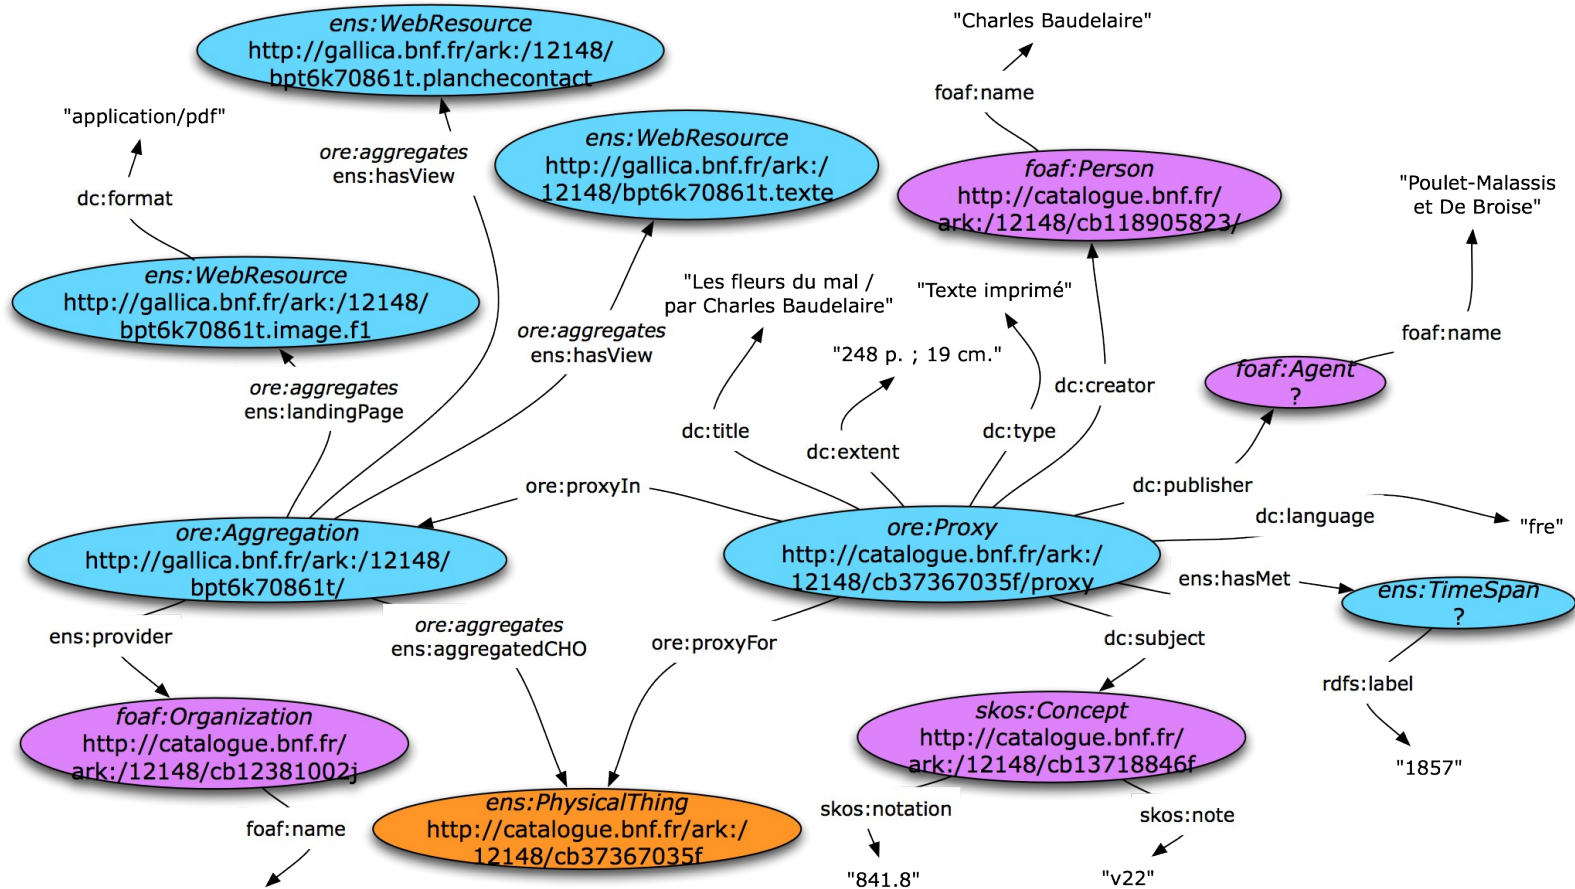 ens:WebResource
http://gallica.bnf.fr/ark:/12148/
bpt6k70861t.planchecontact
"Charles Baudelaire"
foaf:name
"application/pdf"
dc:format
ore:aggregates
ens:hasView
ens:WebResource
http://gallica.bnf.fr/ark:/
12148/bpt6k70861t.texte
foaf:Person
http://catalogue.bnf.fr/
ark:/12148/cb118905823/
"Poulet-Malassis
et De Broise"
foaf:name
ens:WebResource
http://gallica.bnf.fr/ark:/12148/
bpt6k70861t.image.f1
ore:aggregates
ens:landingPage
ore:aggregates
ens:hasView
"Les fleurs du mal /
par Charles Baudelaire"
"Texte imprimé"
"248 p. ; 19 cm."
dc:title
dc:extent
dc:type
dc:creator
foaf:Agent
?
dc:publisher
dc:language
"fre"
ore:proxyIn
ore:Aggregation
http://gallica.bnf.fr/ark:/12148/
bpt6k70861t/
ore:Proxy
http://catalogue.bnf.fr/ark:/
12148/cb37367035f/proxy
ens:hasMet
ens:TimeSpan
?
rdfs:label
"1857"
ens:provider
ore:aggregates
ens:aggregatedCHO
ore:proxyFor
dc:subject
foaf:Organization
http://catalogue.bnf.fr/
ark:/12148/cb12381002j
foaf:name
ens:PhysicalThing
http://catalogue.bnf.fr/ark:/
12148/cb37367035f
skos:Concept
http://catalogue.bnf.fr/
ark:/12148/cb13718846f
skos:notation
"841.8"
skos:note
"v22"